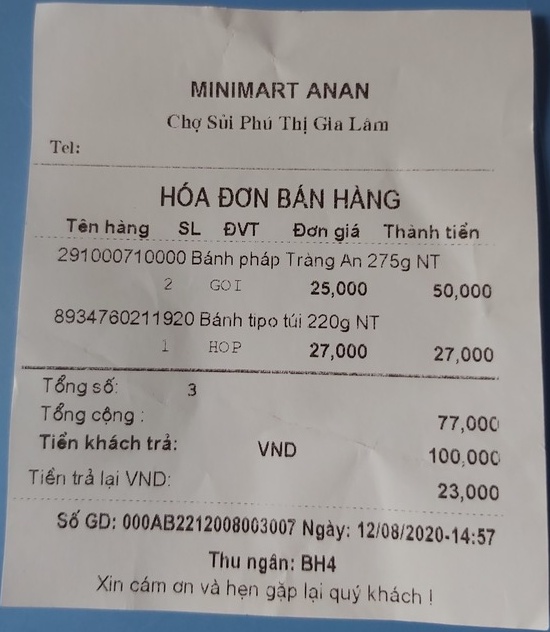 MINIMART ANAN
Chợ Sủi Phú Thị Gia Lâm
Tel:
HÓA ĐƠN BÁN HÀNG
Tên hàng SL ĐVT Đơn giá Thành tiền
291000710000 Bánh pháp Tràng An 275g NT
2 GOI 25,000 50,000
8934760211920 Bánh tipo túi 220g NT
1 HOP 27,000 27,000
Tổng số: 3
Tổng cộng : 77,000
Tiền khách trả: VND 100,000
Tiền trả lại VND: 23,000
Số GD: 000AB2212008003007 Ngày: 12/08/2020-14:57
Thu ngân: BH4
Xin cám ơn và hẹn gặp lại quý khách !